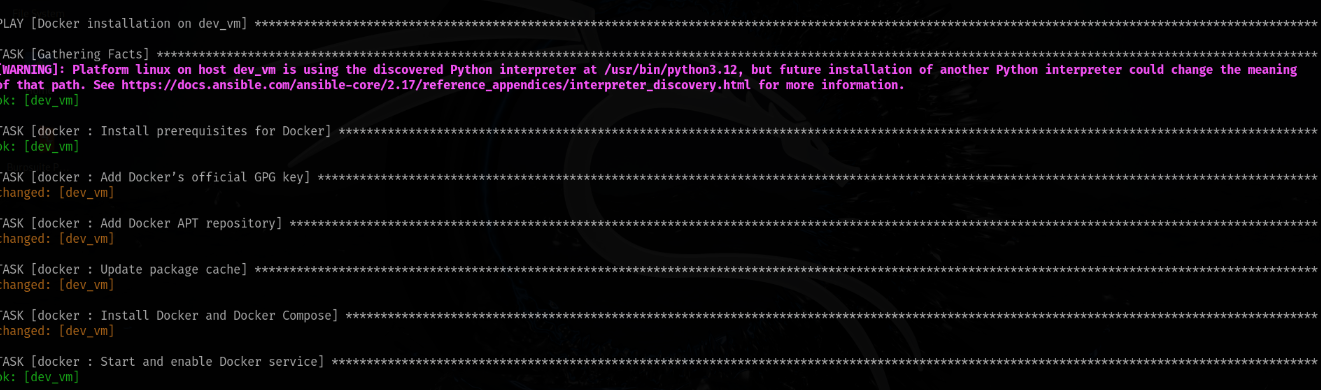 PLAY [Docker installation on dev_vm] ********************************************************************************************************************************************************
TASK [Gathering Facts] **********************************************************************************************************************************************************************
[WARNING]: Platform linux on host dev_vm is using the discovered Python interpreter at /usr/bin/python3.12, but future installation of another Python interpreter could change the meaning
of that path. See https://docs.ansible.com/ansible-core/2.17/reference_appendices/interpreter_discovery.html for more information.
ok: [dev_vm]
TASK [docker : Install prerequisites for Docker] ********************************************************************************************************************************************
TASK [docker : Add Docker’s official GPG key] ***********************************************************************************************************************************************
changed: [dev_vm]
TASK [docker : Add Docker APT repository] ***************************************************************************************************************************************************
changed: [dev_vm]
TASK [docker : Update package cache] ********************************************************************************************************************************************************
changed: [dev_vm]
TASK [docker : Install Docker and Docker Compose] *******************************************************************************************************************************************
changed: [dev_vm]
TASK [docker : Start and enable Docker service] *********************************************************************************************************************************************
ok: [dev_vm]